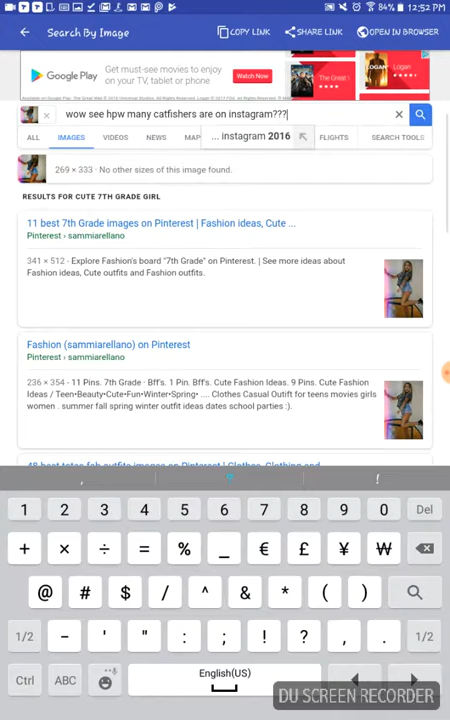 84% 12:52 PM
Search By Image COPY LINK SHARE LINK OPEN IN BROWSER
Google Play Get must-see movies to enjoy on your TV, tablet or phone Watch Now
wow see hpw many catfishers are on instagram???
ALL IMAGES VIDEOS NEWS MAP ... instagram 2016 FLIGHTS SEARCH TOOLS
269 × 333 · No other sizes of this image found.
RESULTS FOR CUTE 7TH GRADE GIRL
11 best 7th Grade images on Pinterest | Fashion ideas, Cute ...
Pinterest › sammiarellano
341 × 512 - Explore Fashion's board "7th Grade" on Pinterest. | See more ideas about
Fashion ideas, Cute outfits and Fashion outfits.
Fashion (sammiarellano) on Pinterest
Pinterest › sammiarellano
236 × 354 - 11 Pins. 7th Grade · Bff's. 1 Pin. Bff's. Cute Fashion Ideas. 9 Pins. Cute Fashion
Ideas / Teen•Beauty•Cute•Fun•Winter•Spring• .... Clothes Casual Outift for teens movies girls
women . summer fall spring winter outfit ideas dates school parties :).
, !
1 2 3 4 5 6 7 8 9 0 Del
+ × ÷ = % _ € £ ¥ ₩
@ # $ / ^ & * ( )
1/2 - ' " : ; ! ? , . 1/2
Ctrl ABC English(US)
DU SCREEN RECORDER